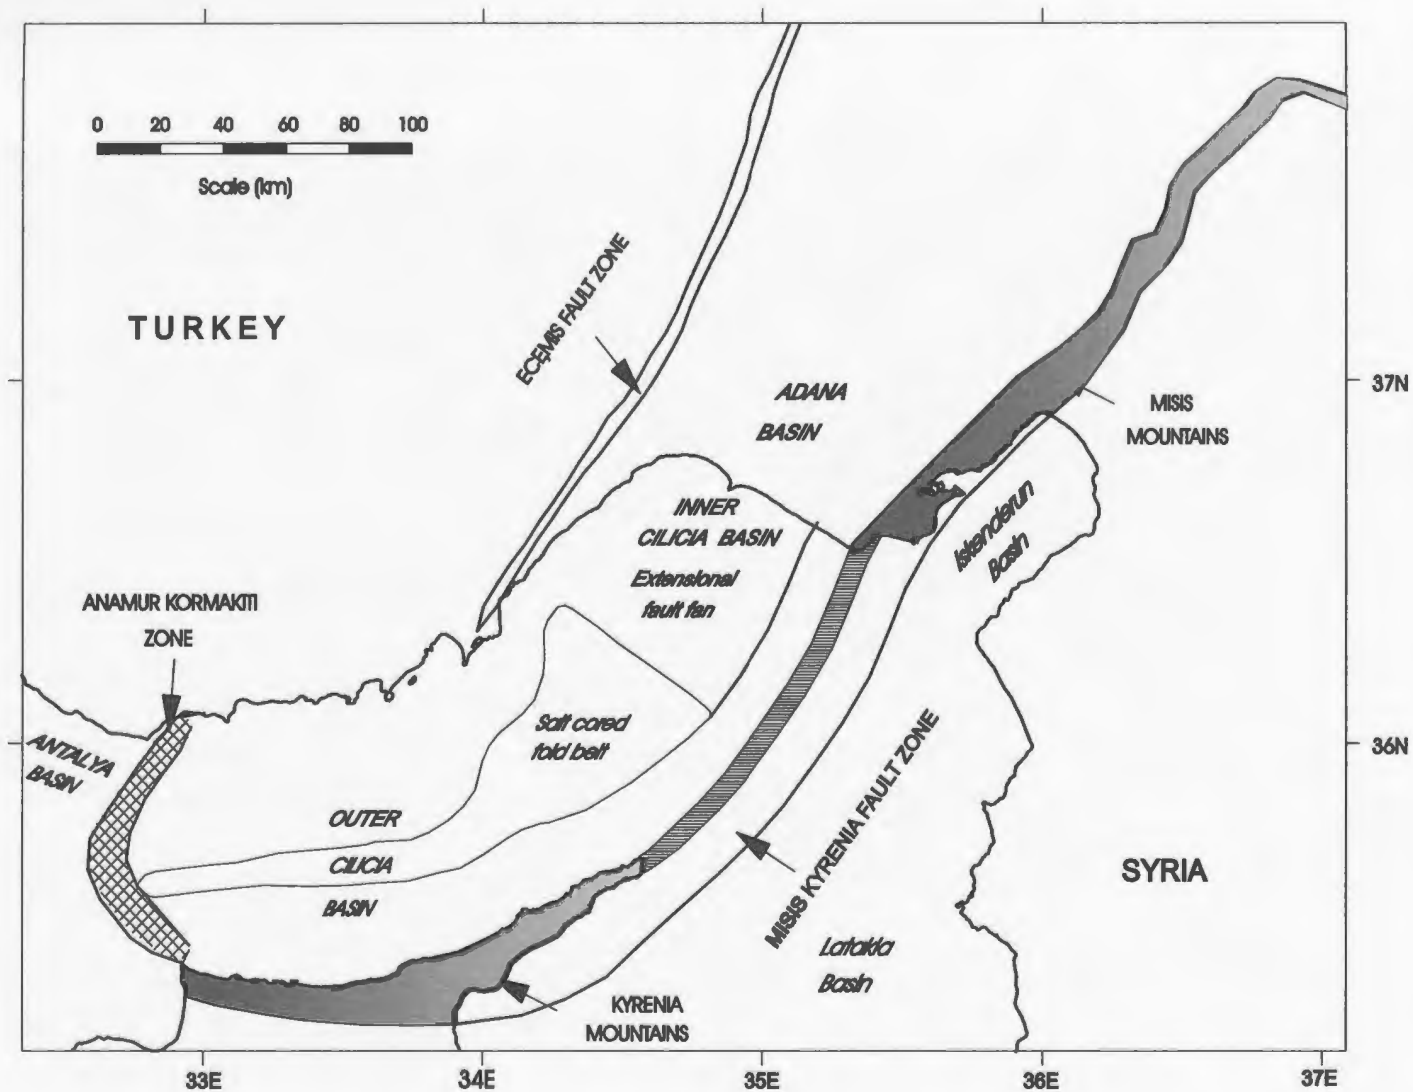 0 20 40 60 80 100
Scale (km)
TURKEY
ECEMIS FAULT ZONE
37N
ADANA
BASIN
MISIS
MOUNTAINS
INNER
CILICIA BASIN
Extensional
fault fan
Iskenderun
Basin
ANAMUR KORMAKITI
ZONE
Salt cored
fold belt
36N
ANTALYA
BASIN
OUTER
CILICIA
BASIN
MISIS KYRENIA FAULT ZONE
SYRIA
Latakia
Basin
KYRENIA
MOUNTAINS
33E 34E 35E 36E 37E